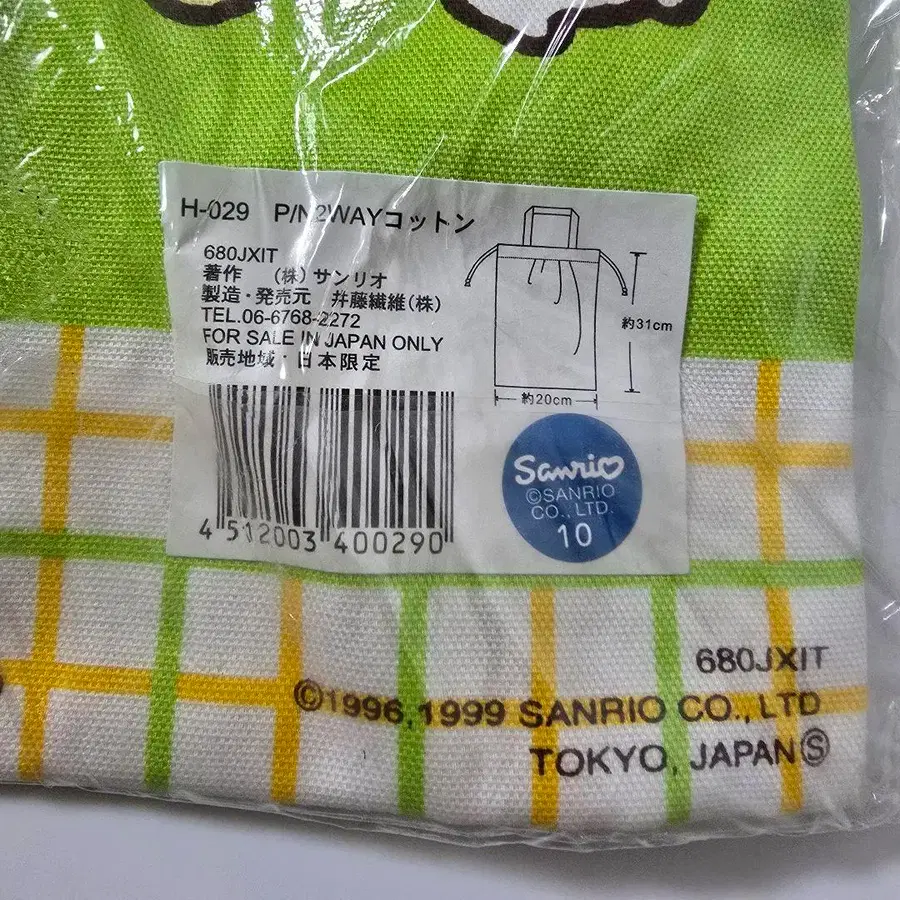 H-029 P/N2WAYコットン
680JXIT
著作 (株) サンリオ
製造・発売元 井藤繊維(株)
TEL.06-6768-2272
FOR SALE IN JAPAN ONLY
販売地域・日本限定
約31cm
約20cm
4 512003 400290
Sanrio
©SANRIO
CO., LTD.
10
680JXIT
©1996,1999 SANRIO CO., LTD
TOKYO, JAPAN Ⓢ